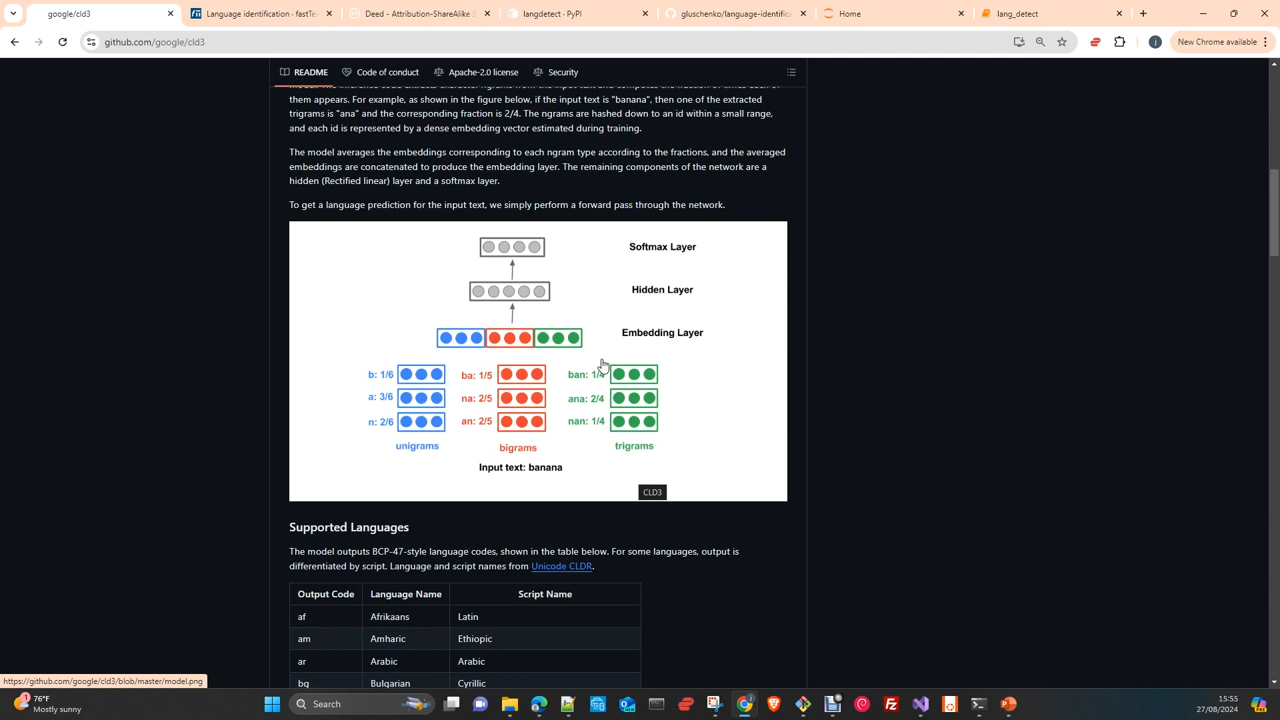 google/cld3
Language identification · fastTe
Deed - Attribution-ShareAlike
langdetect · PyPI
gluschenko/language-identific
Home
lang_detect
github.com/google/cld3
New Chrome available
README
Code of conduct
Apache-2.0 license
Security
them appears. For example, as shown in the figure below, if the input text is "banana", then one of the extracted
trigrams is "ana" and the corresponding fraction is 2/4. The ngrams are hashed down to an id within a small range,
and each id is represented by a dense embedding vector estimated during training.
The model averages the embeddings corresponding to each ngram type according to the fractions, and the averaged
embeddings are concatenated to produce the embedding layer. The remaining components of the network are a
hidden (Rectified linear) layer and a softmax layer.
To get a language prediction for the input text, we simply perform a forward pass through the network.
Softmax Layer
Hidden Layer
Embedding Layer
b: 1/6 ba: 1/5 ban: 1/4
a: 3/6 na: 2/5 ana: 2/4
n: 2/6 an: 2/5 nan: 1/4
unigrams bigrams trigrams
Input text: banana
CLD3
Supported Languages
The model outputs BCP-47-style language codes, shown in the table below. For some languages, output is
differentiated by script. Language and script names from Unicode CLDR.
Output Code Language Name Script Name
af Afrikaans Latin
am Amharic Ethiopic
ar Arabic Arabic
bg Bulgarian Cyrillic
https://github.com/google/cld3/blob/master/model.png
1
76°F
Mostly sunny
Search
15:55
27/08/2024